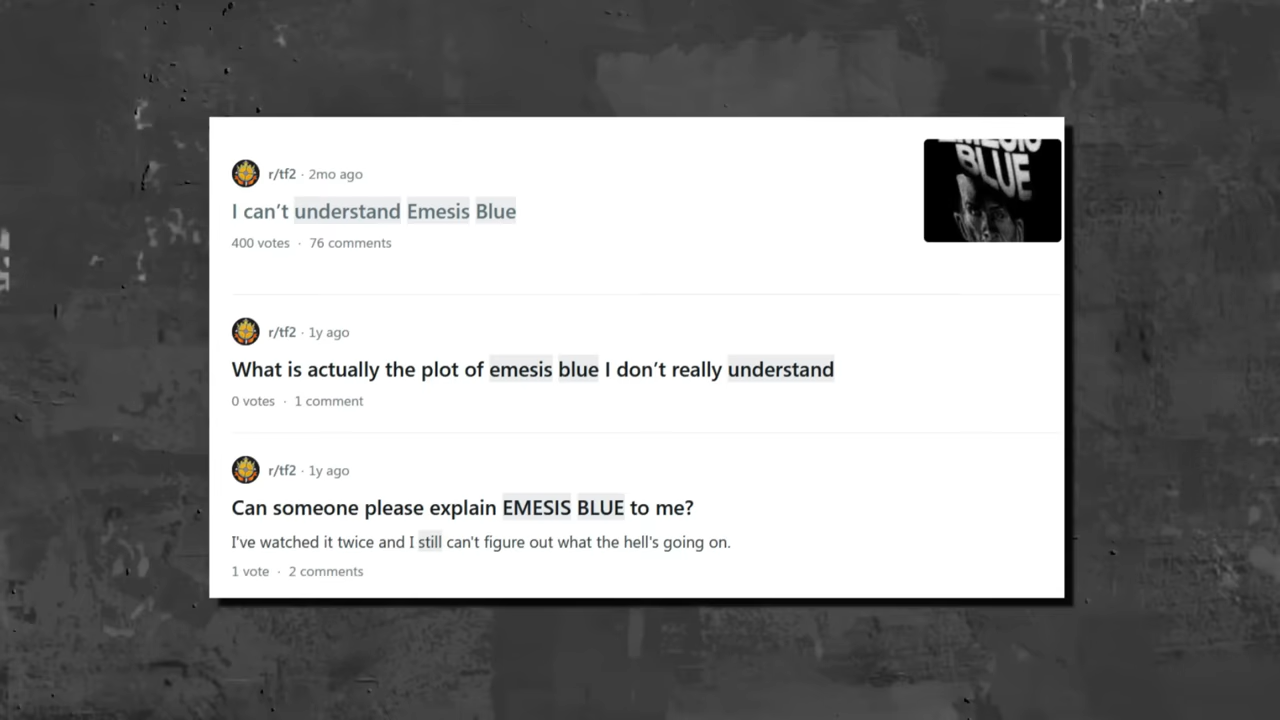 r/tf2 · 2mo ago
I can’t understand Emesis Blue
400 votes · 76 comments
EMESIS
BLUE
r/tf2 · 1y ago
What is actually the plot of emesis blue I don’t really understand
0 votes · 1 comment
r/tf2 · 1y ago
Can someone please explain EMESIS BLUE to me?
I've watched it twice and I still can't figure out what the hell's going on.
1 vote · 2 comments